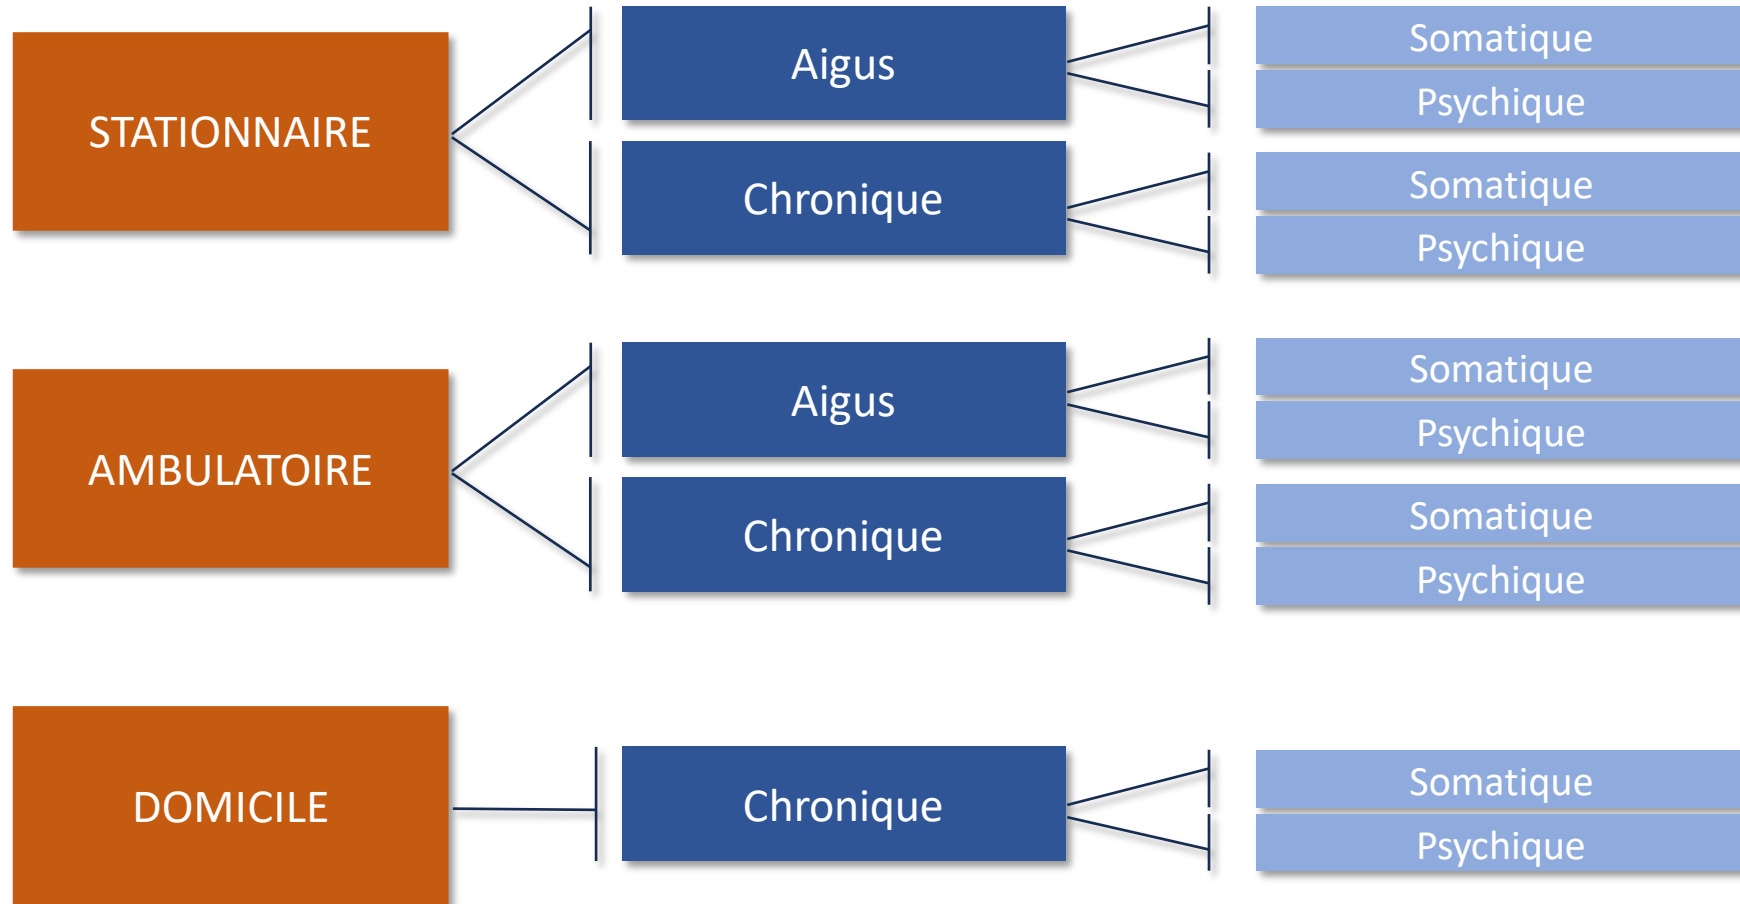 STATIONNAIRE
Aigus
Somatique
Psychique
Chronique
Somatique
Psychique
AMBULATOIRE
Aigus
Somatique
Psychique
Chronique
Somatique
Psychique
DOMICILE
Chronique
Somatique
Psychique